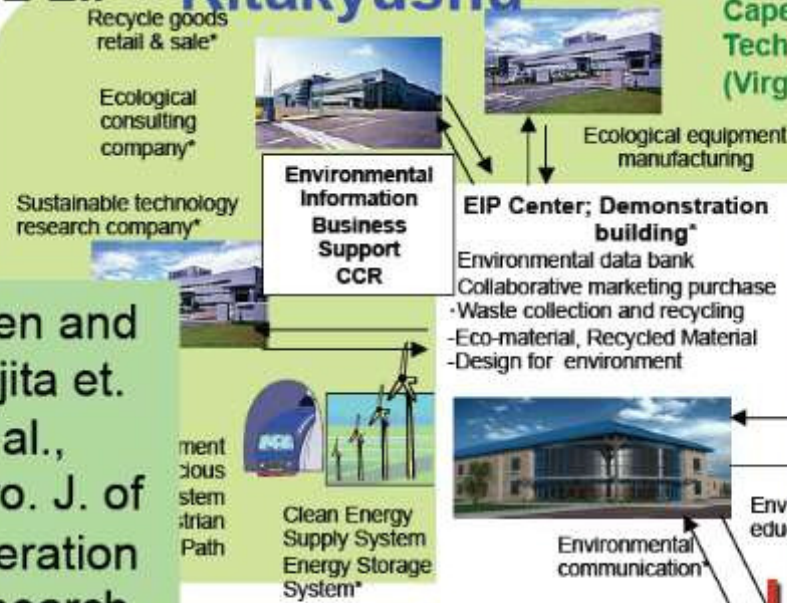 Kitakyushu
Recycle goods
retail & sale*
Cape
Tech
(Virg
Ecological
consulting
company*
Ecological equipment
manufacturing
Environmental
Information
Business
Support
CCR
Sustainable technology
research company*
EIP Center; Demonstration
building*
Environmental data bank
Collaborative marketing purchase
·Waste collection and recycling
-Eco-material, Recycled Material
-Design for environment
en and
jita et.
al.,
o. J. of
eration
ment
cious
stem
strian
Path
Clean Energy
Supply System
Energy Storage
System*
Environmental
communication*
Env
edu